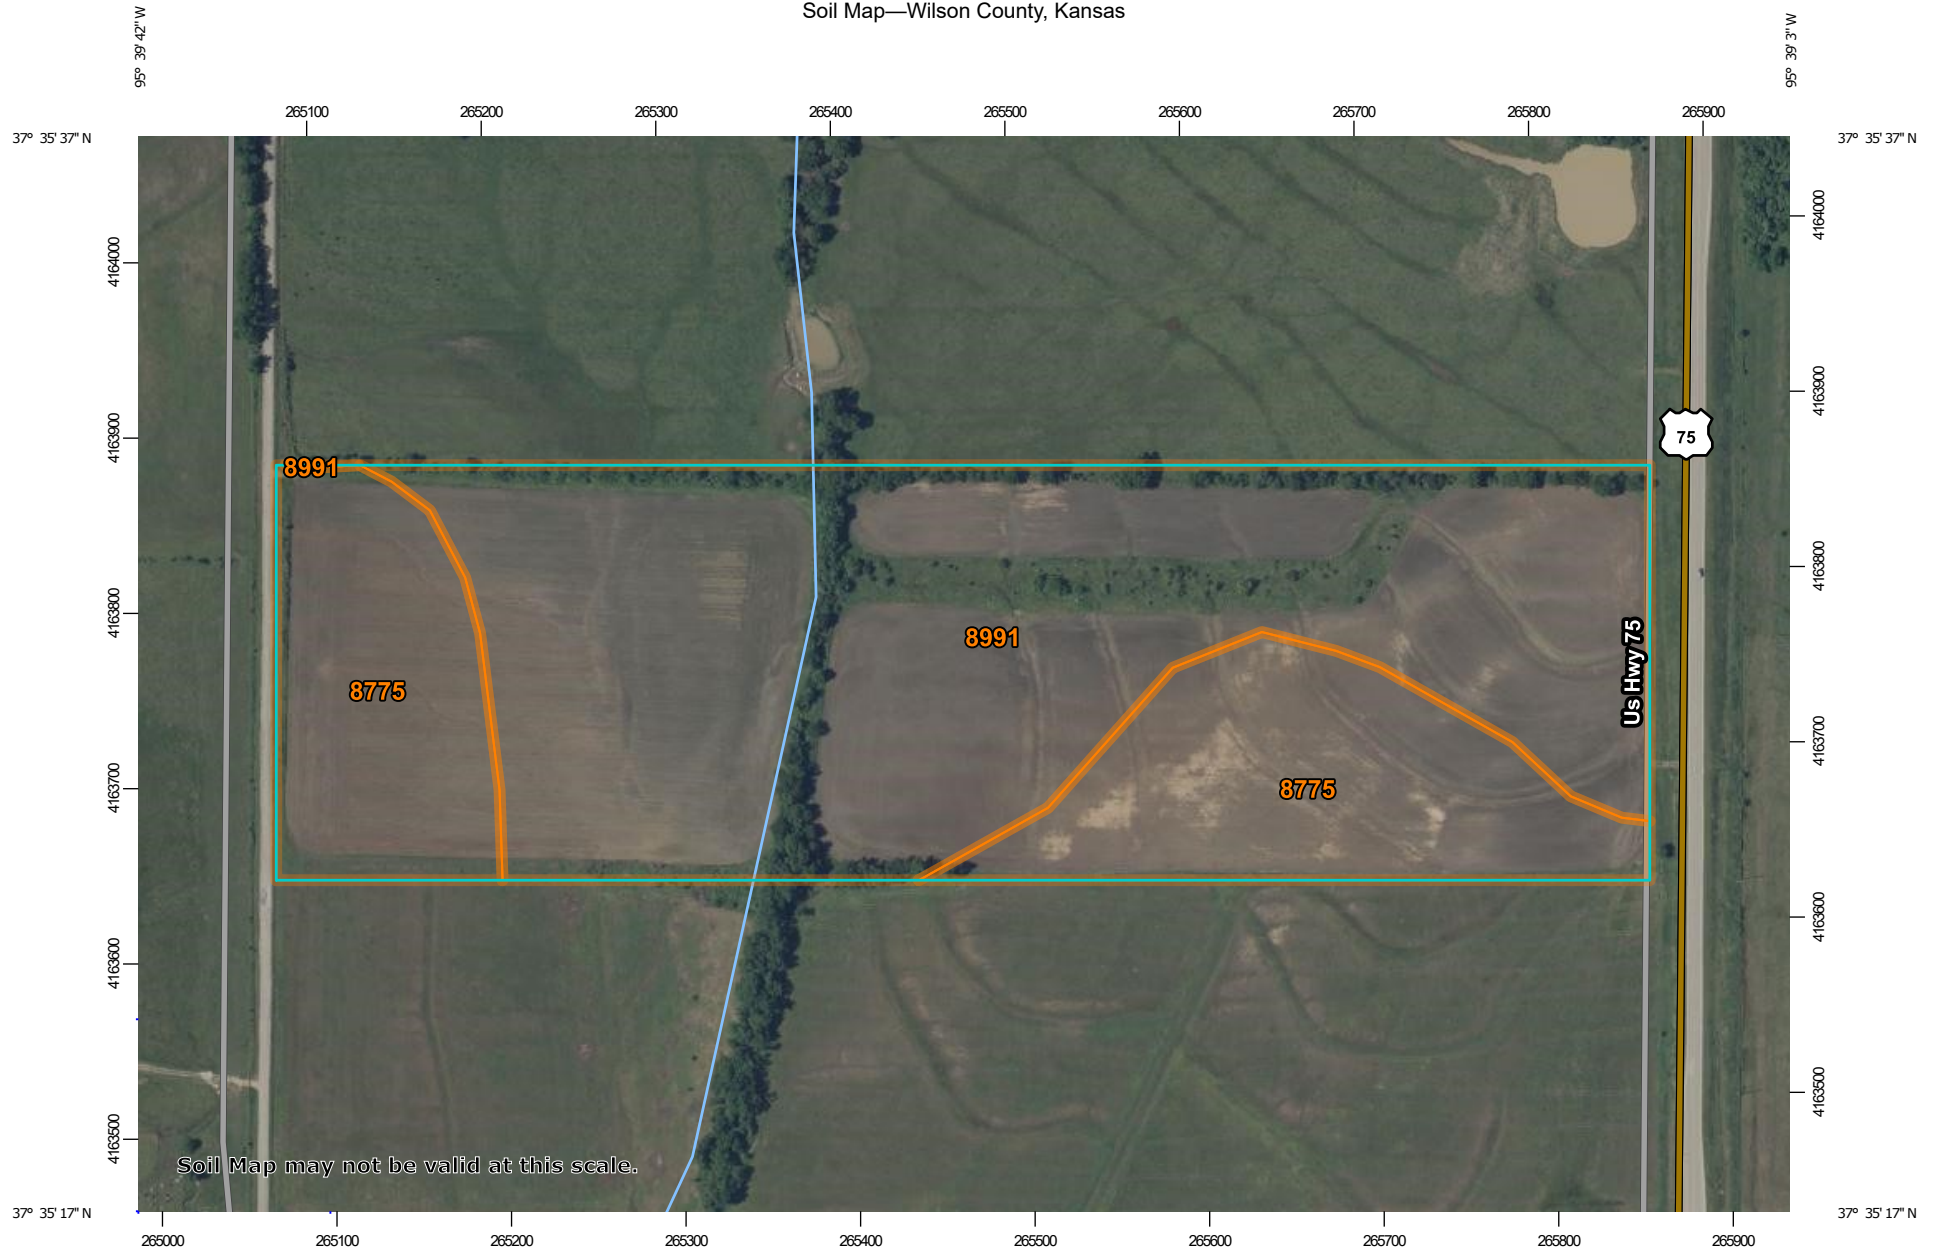 Soil Map—Wilson County, Kansas
95° 39' 42'' W
95° 39' 3'' W
265100 265200 265300 265400 265500 265600 265700 265800 265900
37° 35' 37'' N
37° 35' 37'' N
4164000
4164000
4163900
4163900
75
8991
4163800
4163800
8991
Us Hwy 75
8775
4163700
4163700
8775
4163600
4163600
4163500
4163500
Soil Map may not be valid at this scale.
37° 35' 17'' N
37° 35' 17'' N
265000 265100 265200 265300 265400 265500 265600 265700 265800 265900